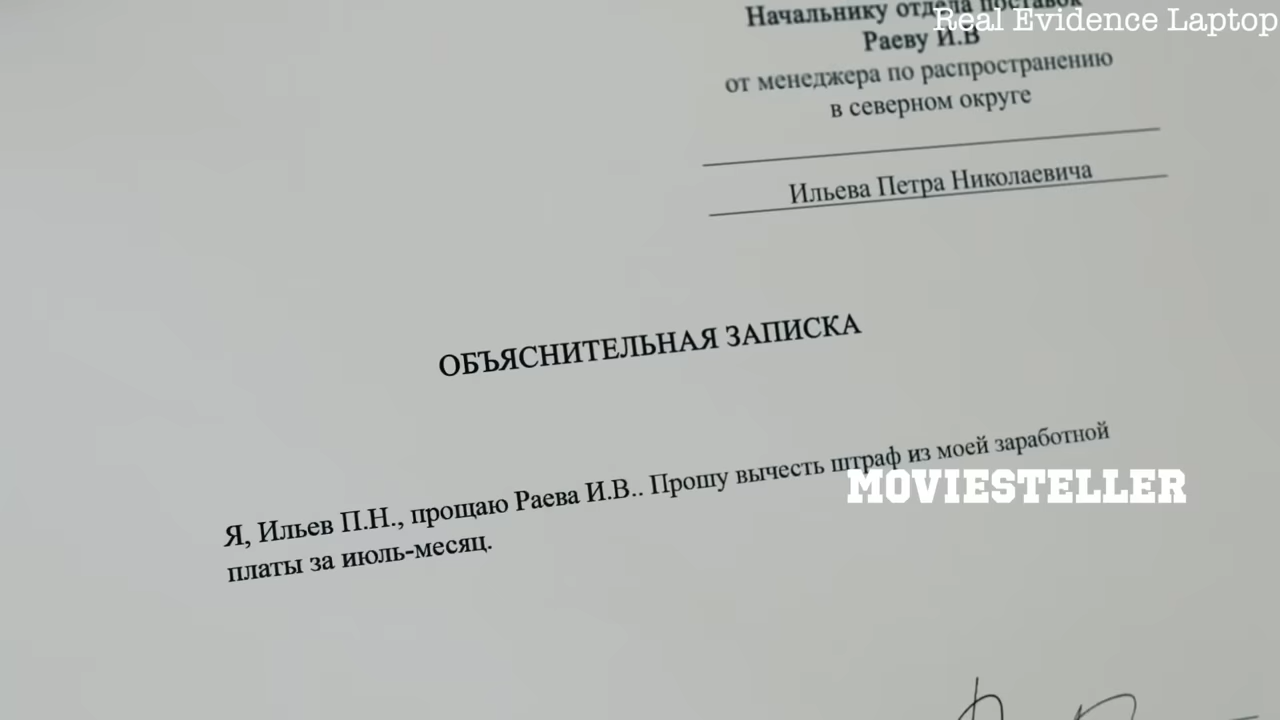 Начальнику отдела поставок
Real Evidence Laptop
Раеву И.В
от менеджера по распространению
в северном округе
Ильева Петра Николаевича
ОБЪЯСНИТЕЛЬНАЯ ЗАПИСКА
Я, Ильев П.Н., прощаю Раева И.В.. Прошу вычесть штраф из моей заработной
MOVIESTELLER
платы за июль-месяц.